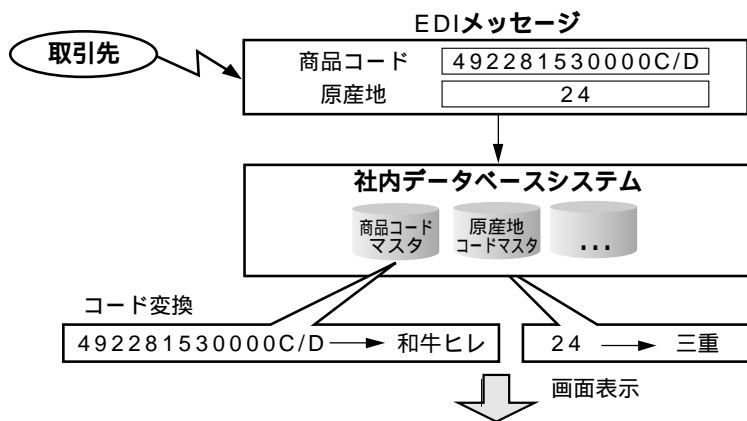 EDIメッセージ
取引先
商品コード 492281530000C/D
原産地 24
社内データベースシステム
商品コード
マスタ
原産地
コードマスタ
...
コード変換
492281530000C/D 和牛ヒレ
24 三重
画面表示